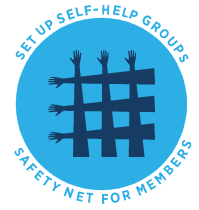 SET UP SELF-HELP GROUPS
SAFETY NET FOR MEMBERS